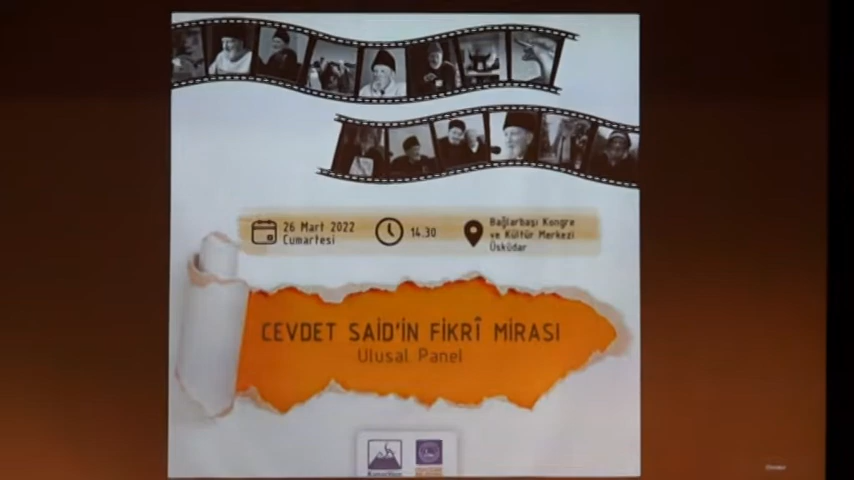 26 Mart 2022
Cumartesi
14.30
Bağlarbaşı Kongre
ve Kültür Merkezi
Üsküdar
CEVDET SAİD'İN FİKRÎ MİRASI
Ulusal Panel